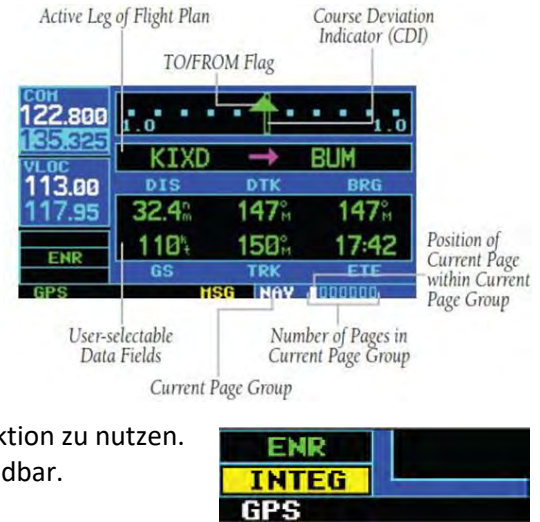 Active Leg of Flight Plan
Course Deviation
Indicator (CDI)
TO/FROM Flag
COM
122.800
135.325
VLOC
113.00
117.95
ENR
GPS
1.0 1.0
KIXD → BUM
DIS DTK BRG
32.4nm 147°M 147°M
110kt 150°M 17:42
GS TRK ETE
MSG NAV
Position of
Current Page
within Current
Page Group
User-selectable
Data Fields
Number of Pages in
Current Page Group
Current Page Group
ktion zu nutzen.
dbar.
ENR
INTEG
GPS